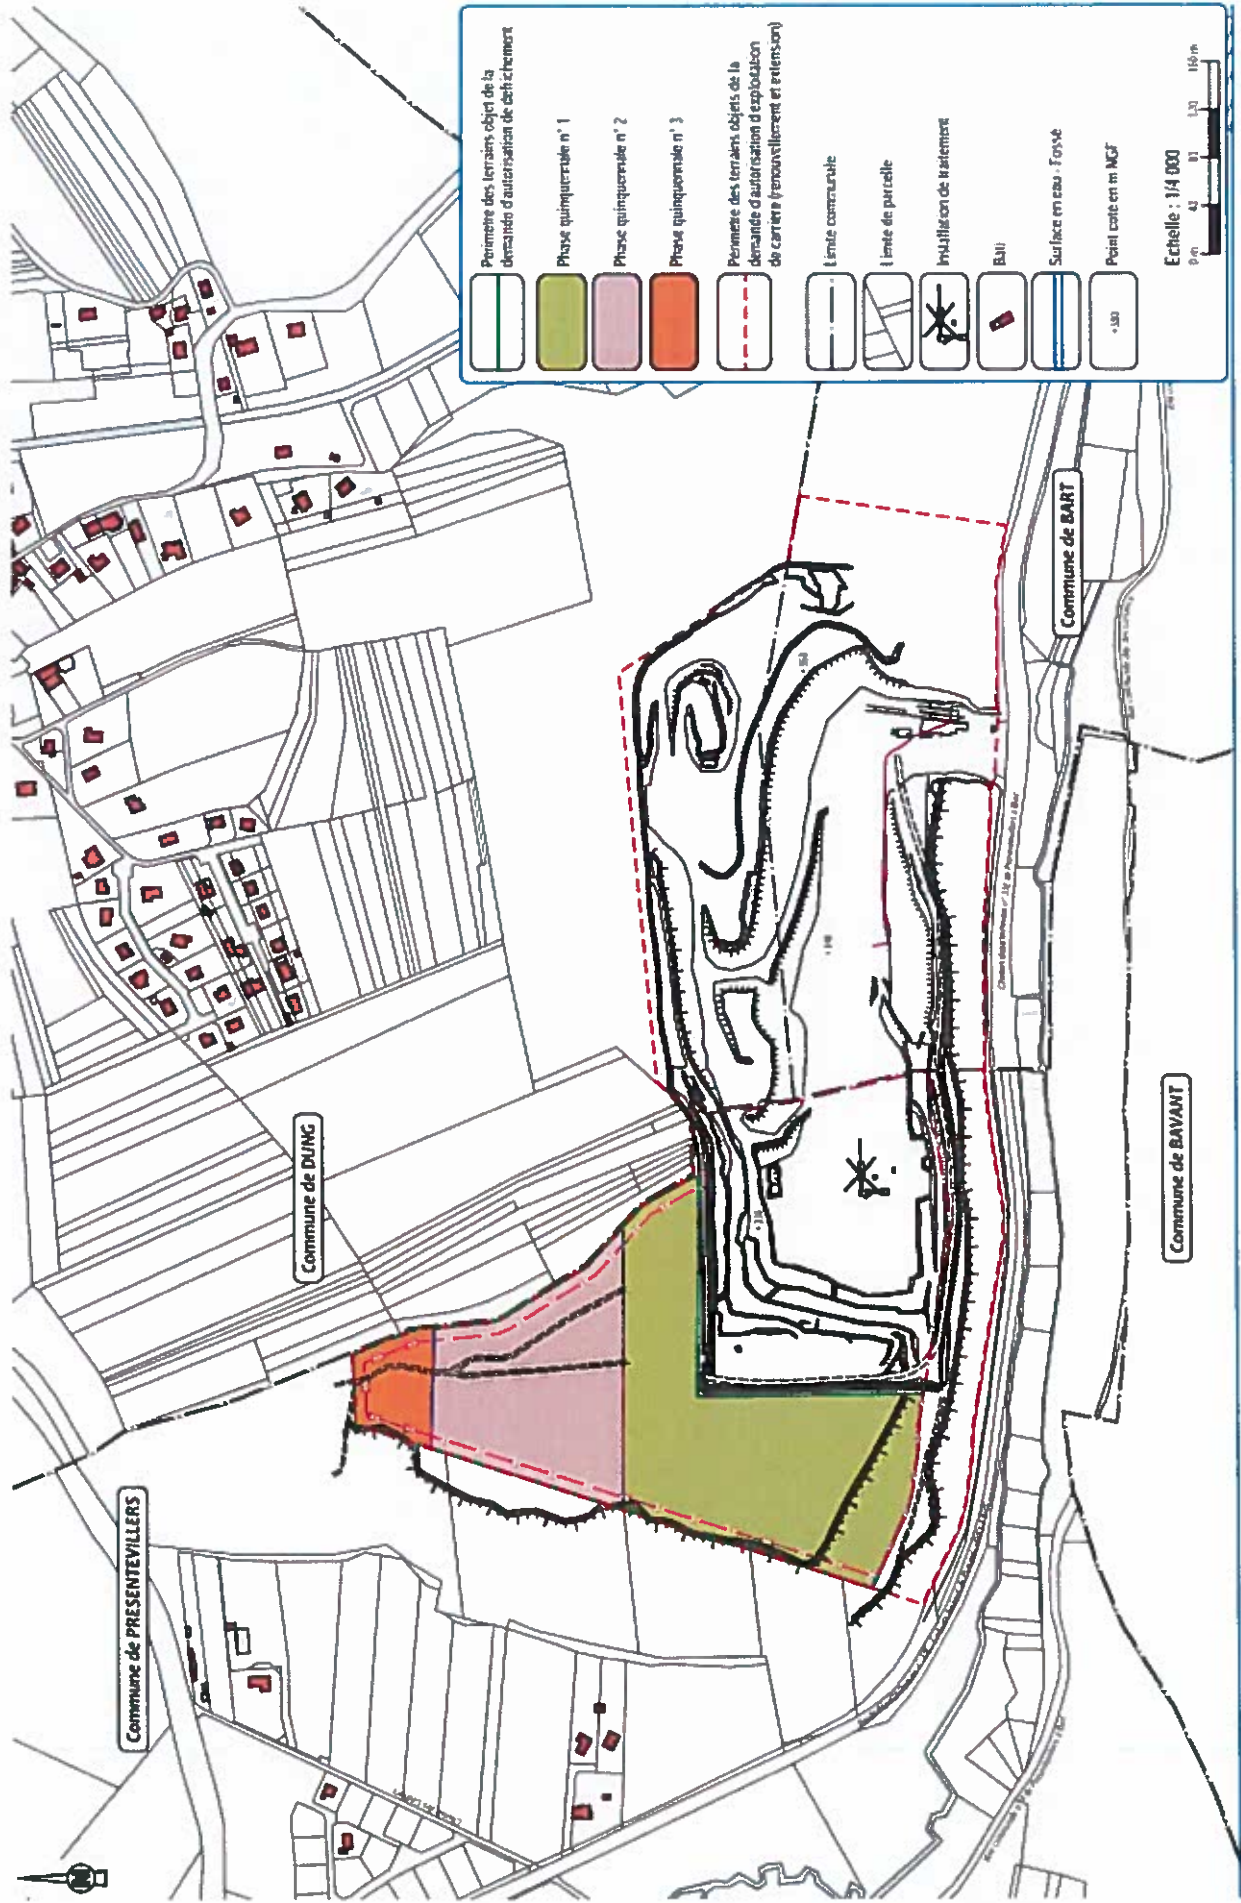 Commune de PRESENTEVILLERS
Commune de DUNG
Commune de BAVANT
Commune de BART
Périmètre des terrains objet de la
demande d'autorisation de défrichement
Phase quinquennale n° 1
Phase quinquennale n° 2
Phase quinquennale n° 3
Périmètre des terrains objets de la
demande d'autorisation d'exploitation
de carrière (renouvellement et extension)
Limite communale
Limite de parcelle
Installation de traitement
Bâti
Surface en eau - Fossé
Point coté en m NGF
Echelle : 1/4 000
0 m